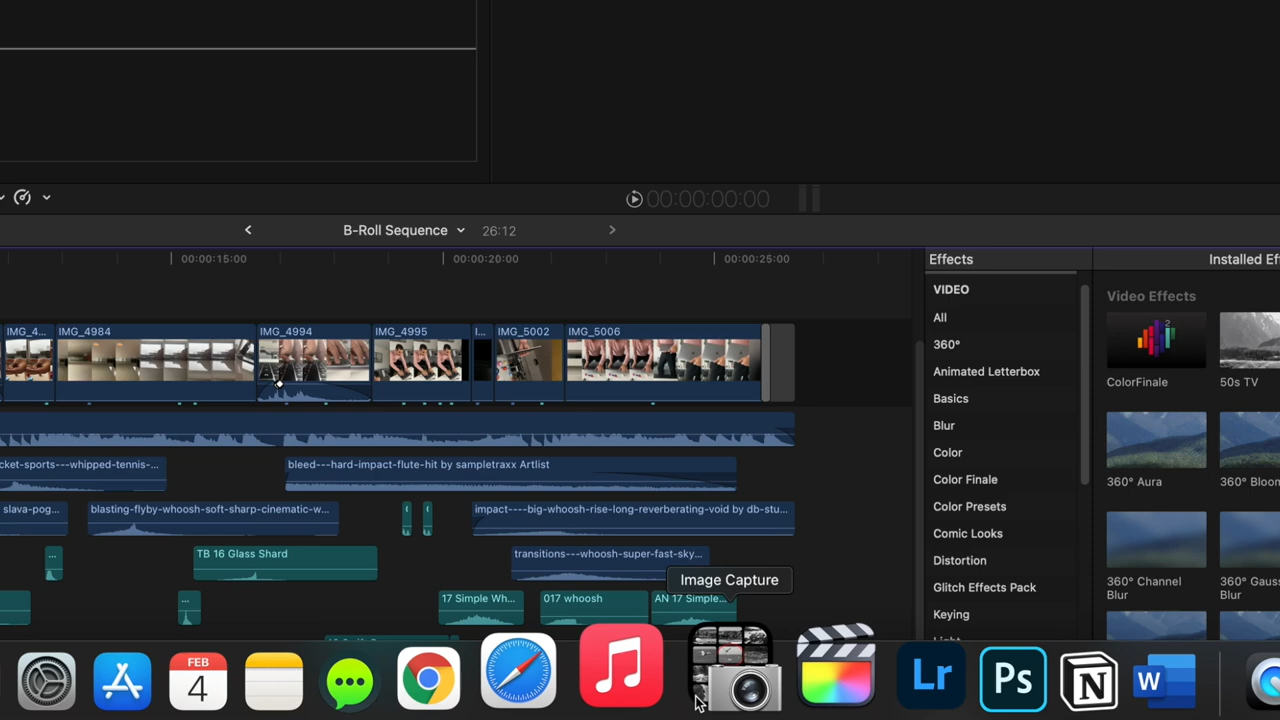 00:00:00:00
B-Roll Sequence
26:12
00:00:15:00
00:00:20:00
00:00:25:00
Effects
Installed Ef
VIDEO
All
360°
Animated Letterbox
Basics
Blur
Color
Color Finale
Color Presets
Comic Looks
Distortion
Glitch Effects Pack
Keying
Video Effects
2
ColorFinale
50s TV
360° Aura
360° Bloom
360° Channel
Blur
360° Gaus
Blur
IMG_4...
IMG_4984
IMG_4994
IMG_4995
I...
IMG_5002
IMG_5006
cket-sports---whipped-tennis-...
bleed---hard-impact-flute-hit by sampletraxx Artlist
slava-pog...
blasting-flyby-whoosh-soft-sharp-cinematic-w...
impact----big-whoosh-rise-long-reverberating-void by db-stu...
...
TB 16 Glass Shard
transitions---whoosh-super-fast-sky...
Image Capture
...
17 Simple Wh...
017 whoosh
AN 17 Simple...
FEB
4
Lr
Ps
N
W